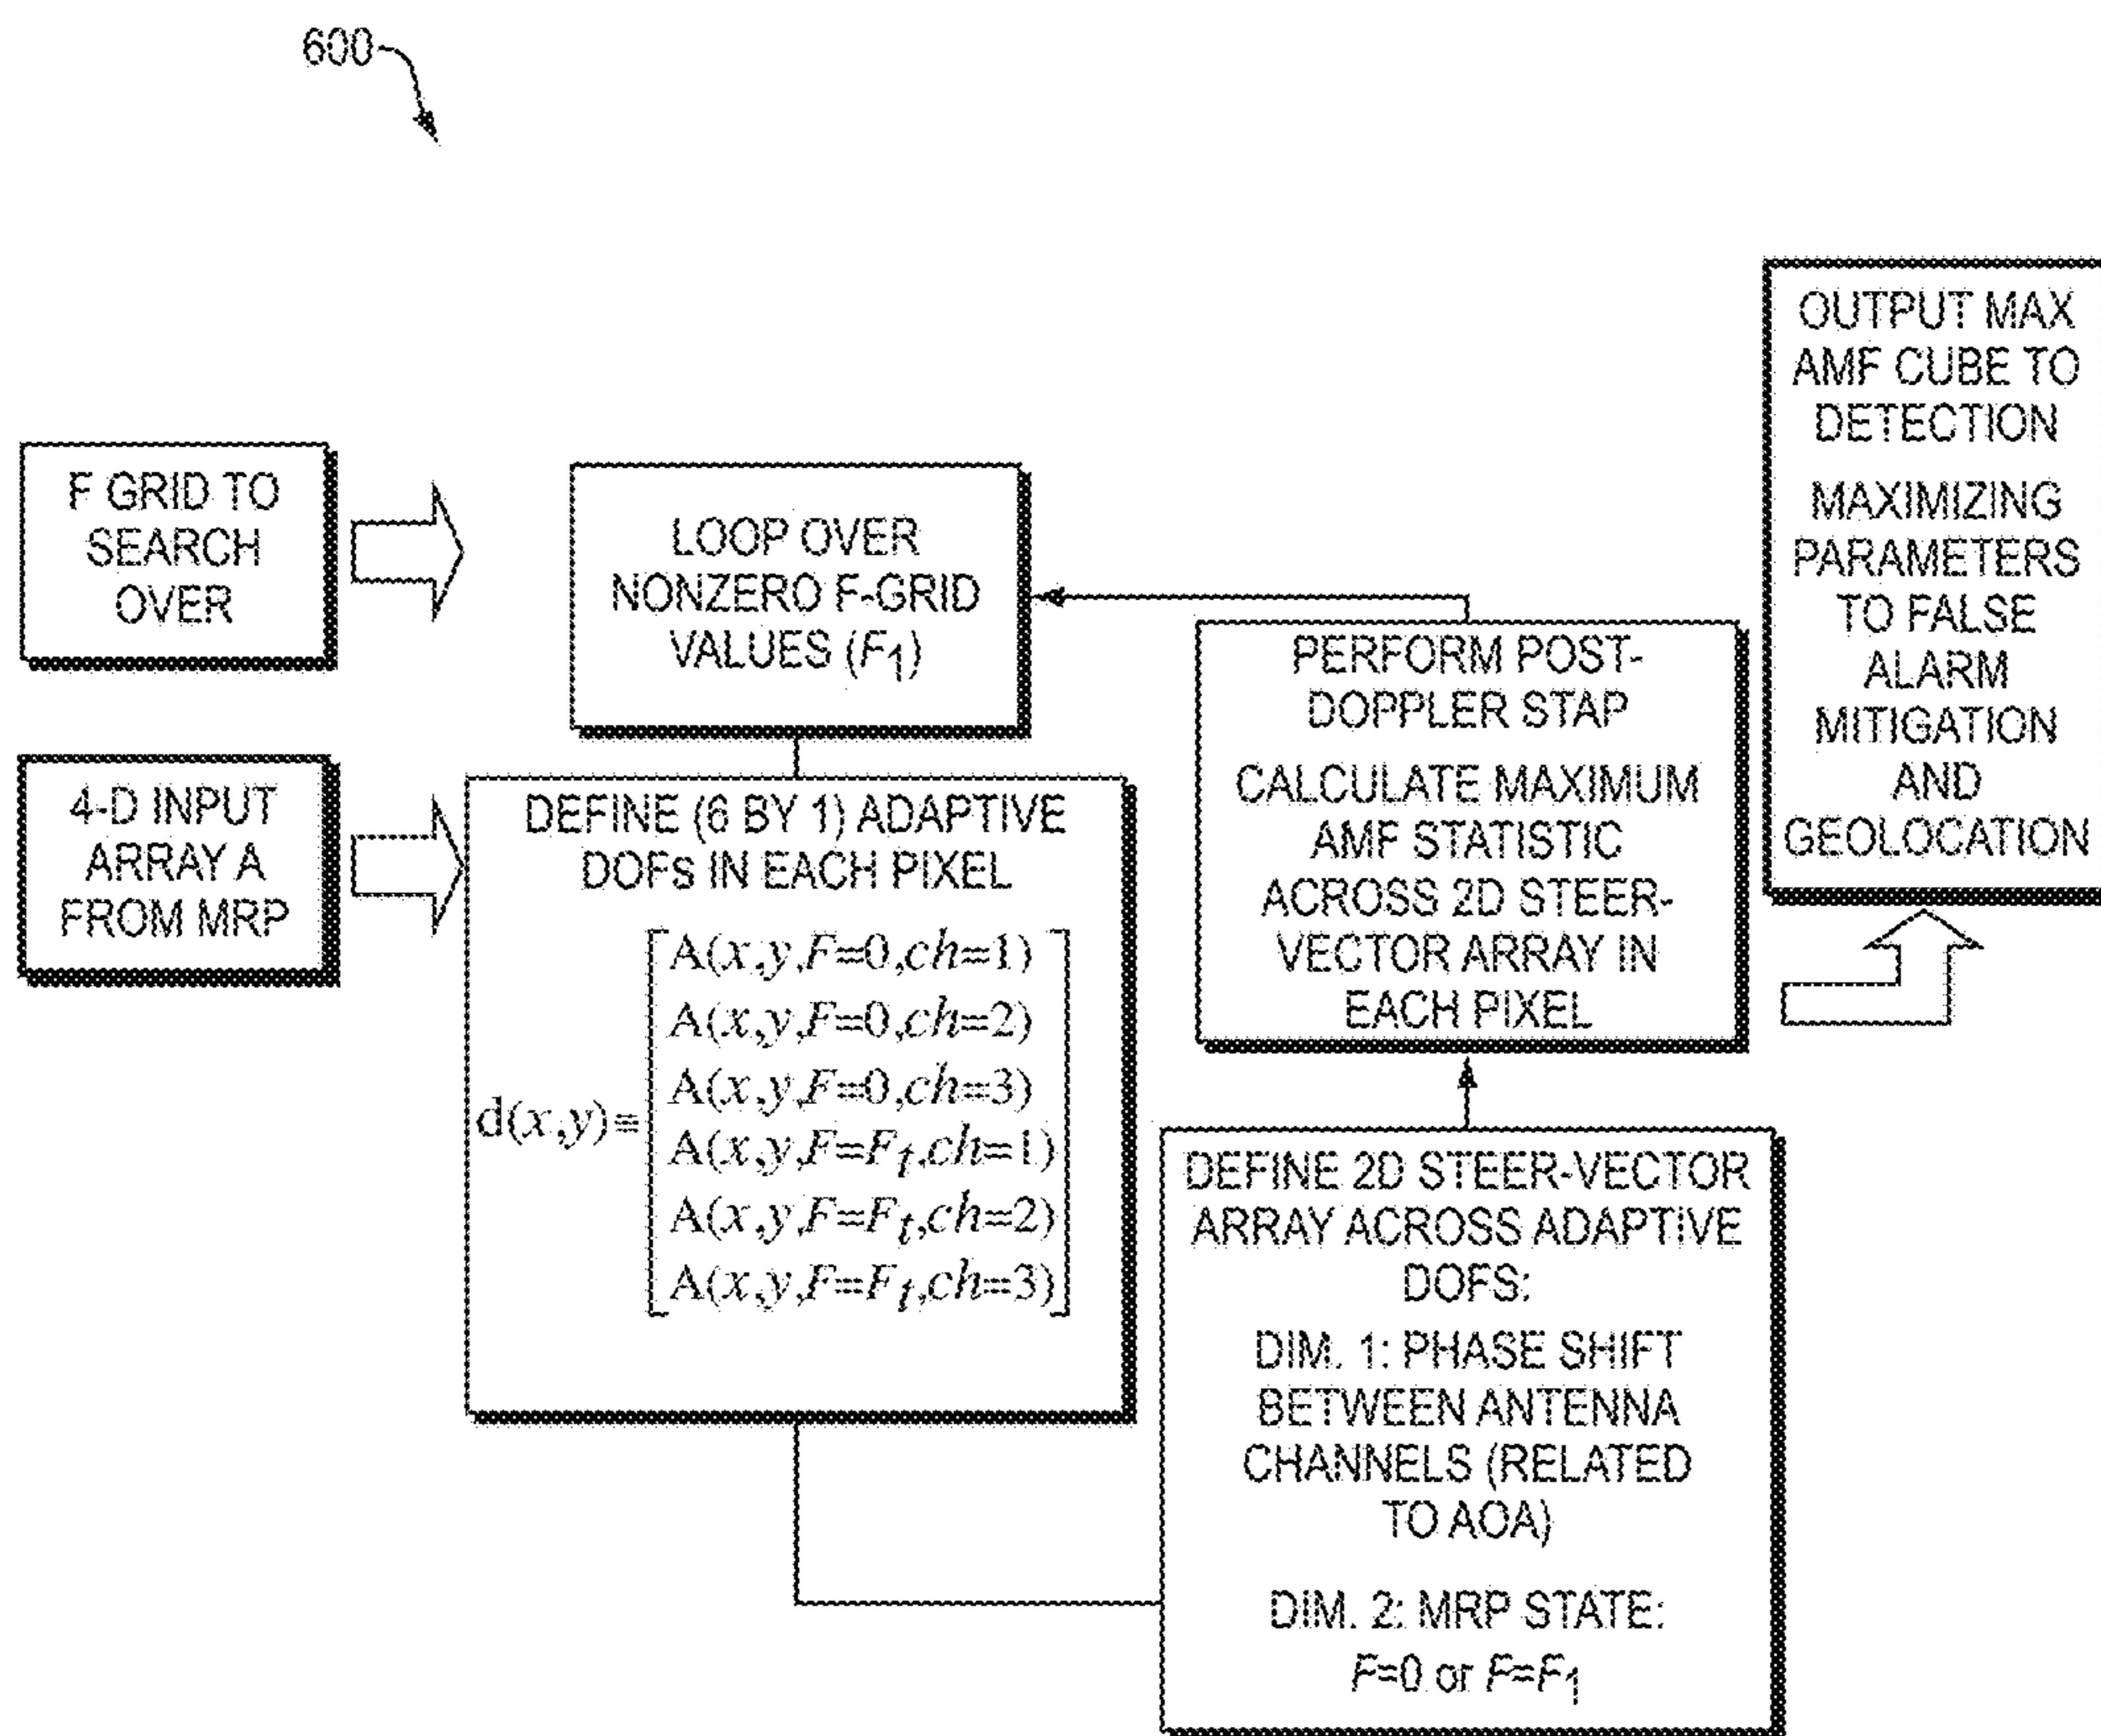 600
F GRID TO
SEARCH
OVER
4-D INPUT
ARRAY A
FROM MRP
LOOP OVER
NONZERO F-GRID
VALUES (F₁)
DEFINE (6 BY 1) ADAPTIVE
DOFs IN EACH PIXEL
d(x,y)≡
A(x,y,F=0,ch=1)
A(x,y,F=0,ch=2)
A(x,y,F=0,ch=3)
A(x,y,F=Fₜ,ch=1)
A(x,y,F=Fₜ,ch=2)
A(x,y,F=Fₜ,ch=3)
DEFINE 2D STEER-VECTOR
ARRAY ACROSS ADAPTIVE
DOFS:
DIM. 1: PHASE SHIFT
BETWEEN ANTENNA
CHANNELS (RELATED
TO AOA)
DIM. 2: MRP STATE:
F=0 or F=F₁
PERFORM POST-
DOPPLER STAP
CALCULATE MAXIMUM
AMF STATISTIC
ACROSS 2D STEER-
VECTOR ARRAY IN
EACH PIXEL
OUTPUT MAX
AMF CUBE TO
DETECTION
MAXIMIZING
PARAMETERS
TO FALSE
ALARM
MITIGATION
AND
GEOLOCATION